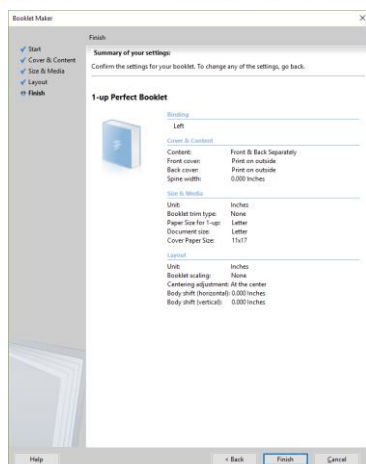 Booklet Maker
Start
Cover & Content
Size & Media
Layout
Finish
Finish
Summary of your settings:
Confirm the settings for your booklet. To change any of the settings, go back.
1-up Perfect Booklet
Binding
Left
Cover & Content
Content: Front & Back Separately
Front cover: Print on outside
Back cover: Print on outside
Spine width: 0.000 Inches
Size & Media
Unit: Inches
Booklet trim type: None
Paper Size for 1-up: Letter
Document size: Letter
Cover Paper Size: 11x17
Layout
Unit: Inches
Booklet scaling: None
Centering adjustment: At the center
Body shift (horizontal): 0.000 Inches
Body shift (vertical): 0.000 Inches
Help
< Back
Finish
Cancel